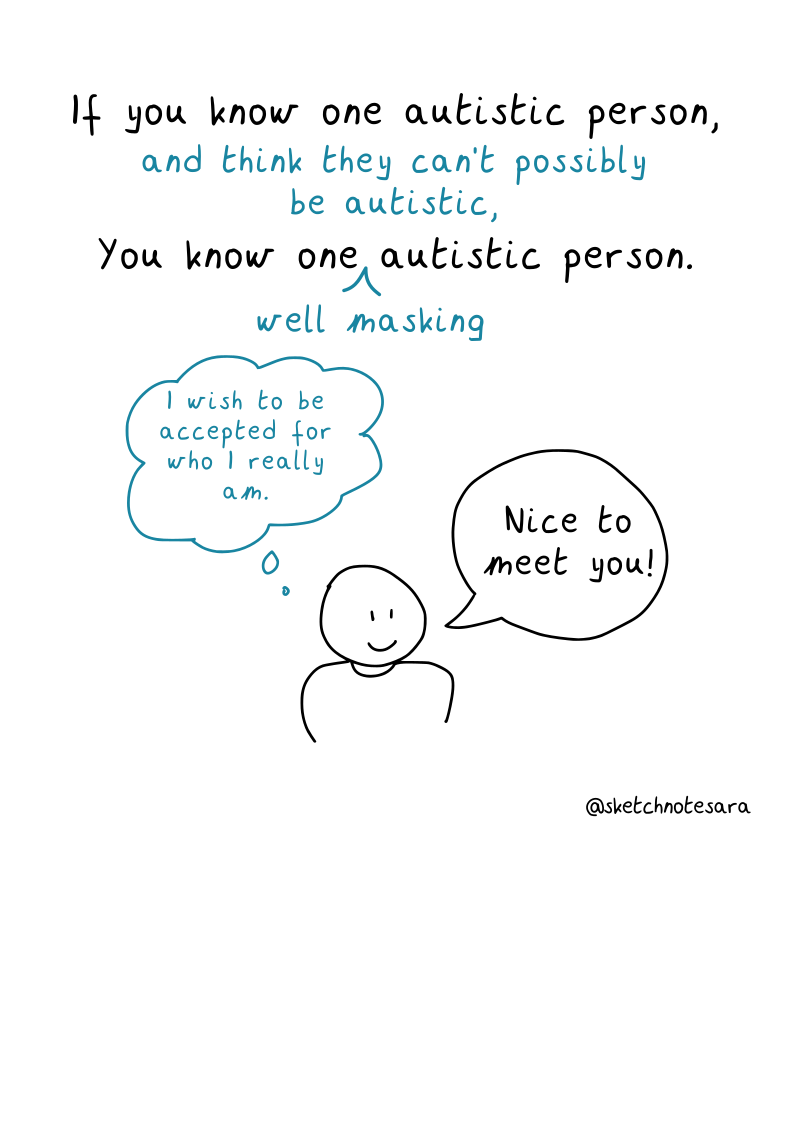 If you know one autistic person,
and think they can't possibly
be autistic,
You know one autistic person.
well masking
I wish to be
accepted for
who I really
am.
Nice to
meet you!
@sketchnotesara